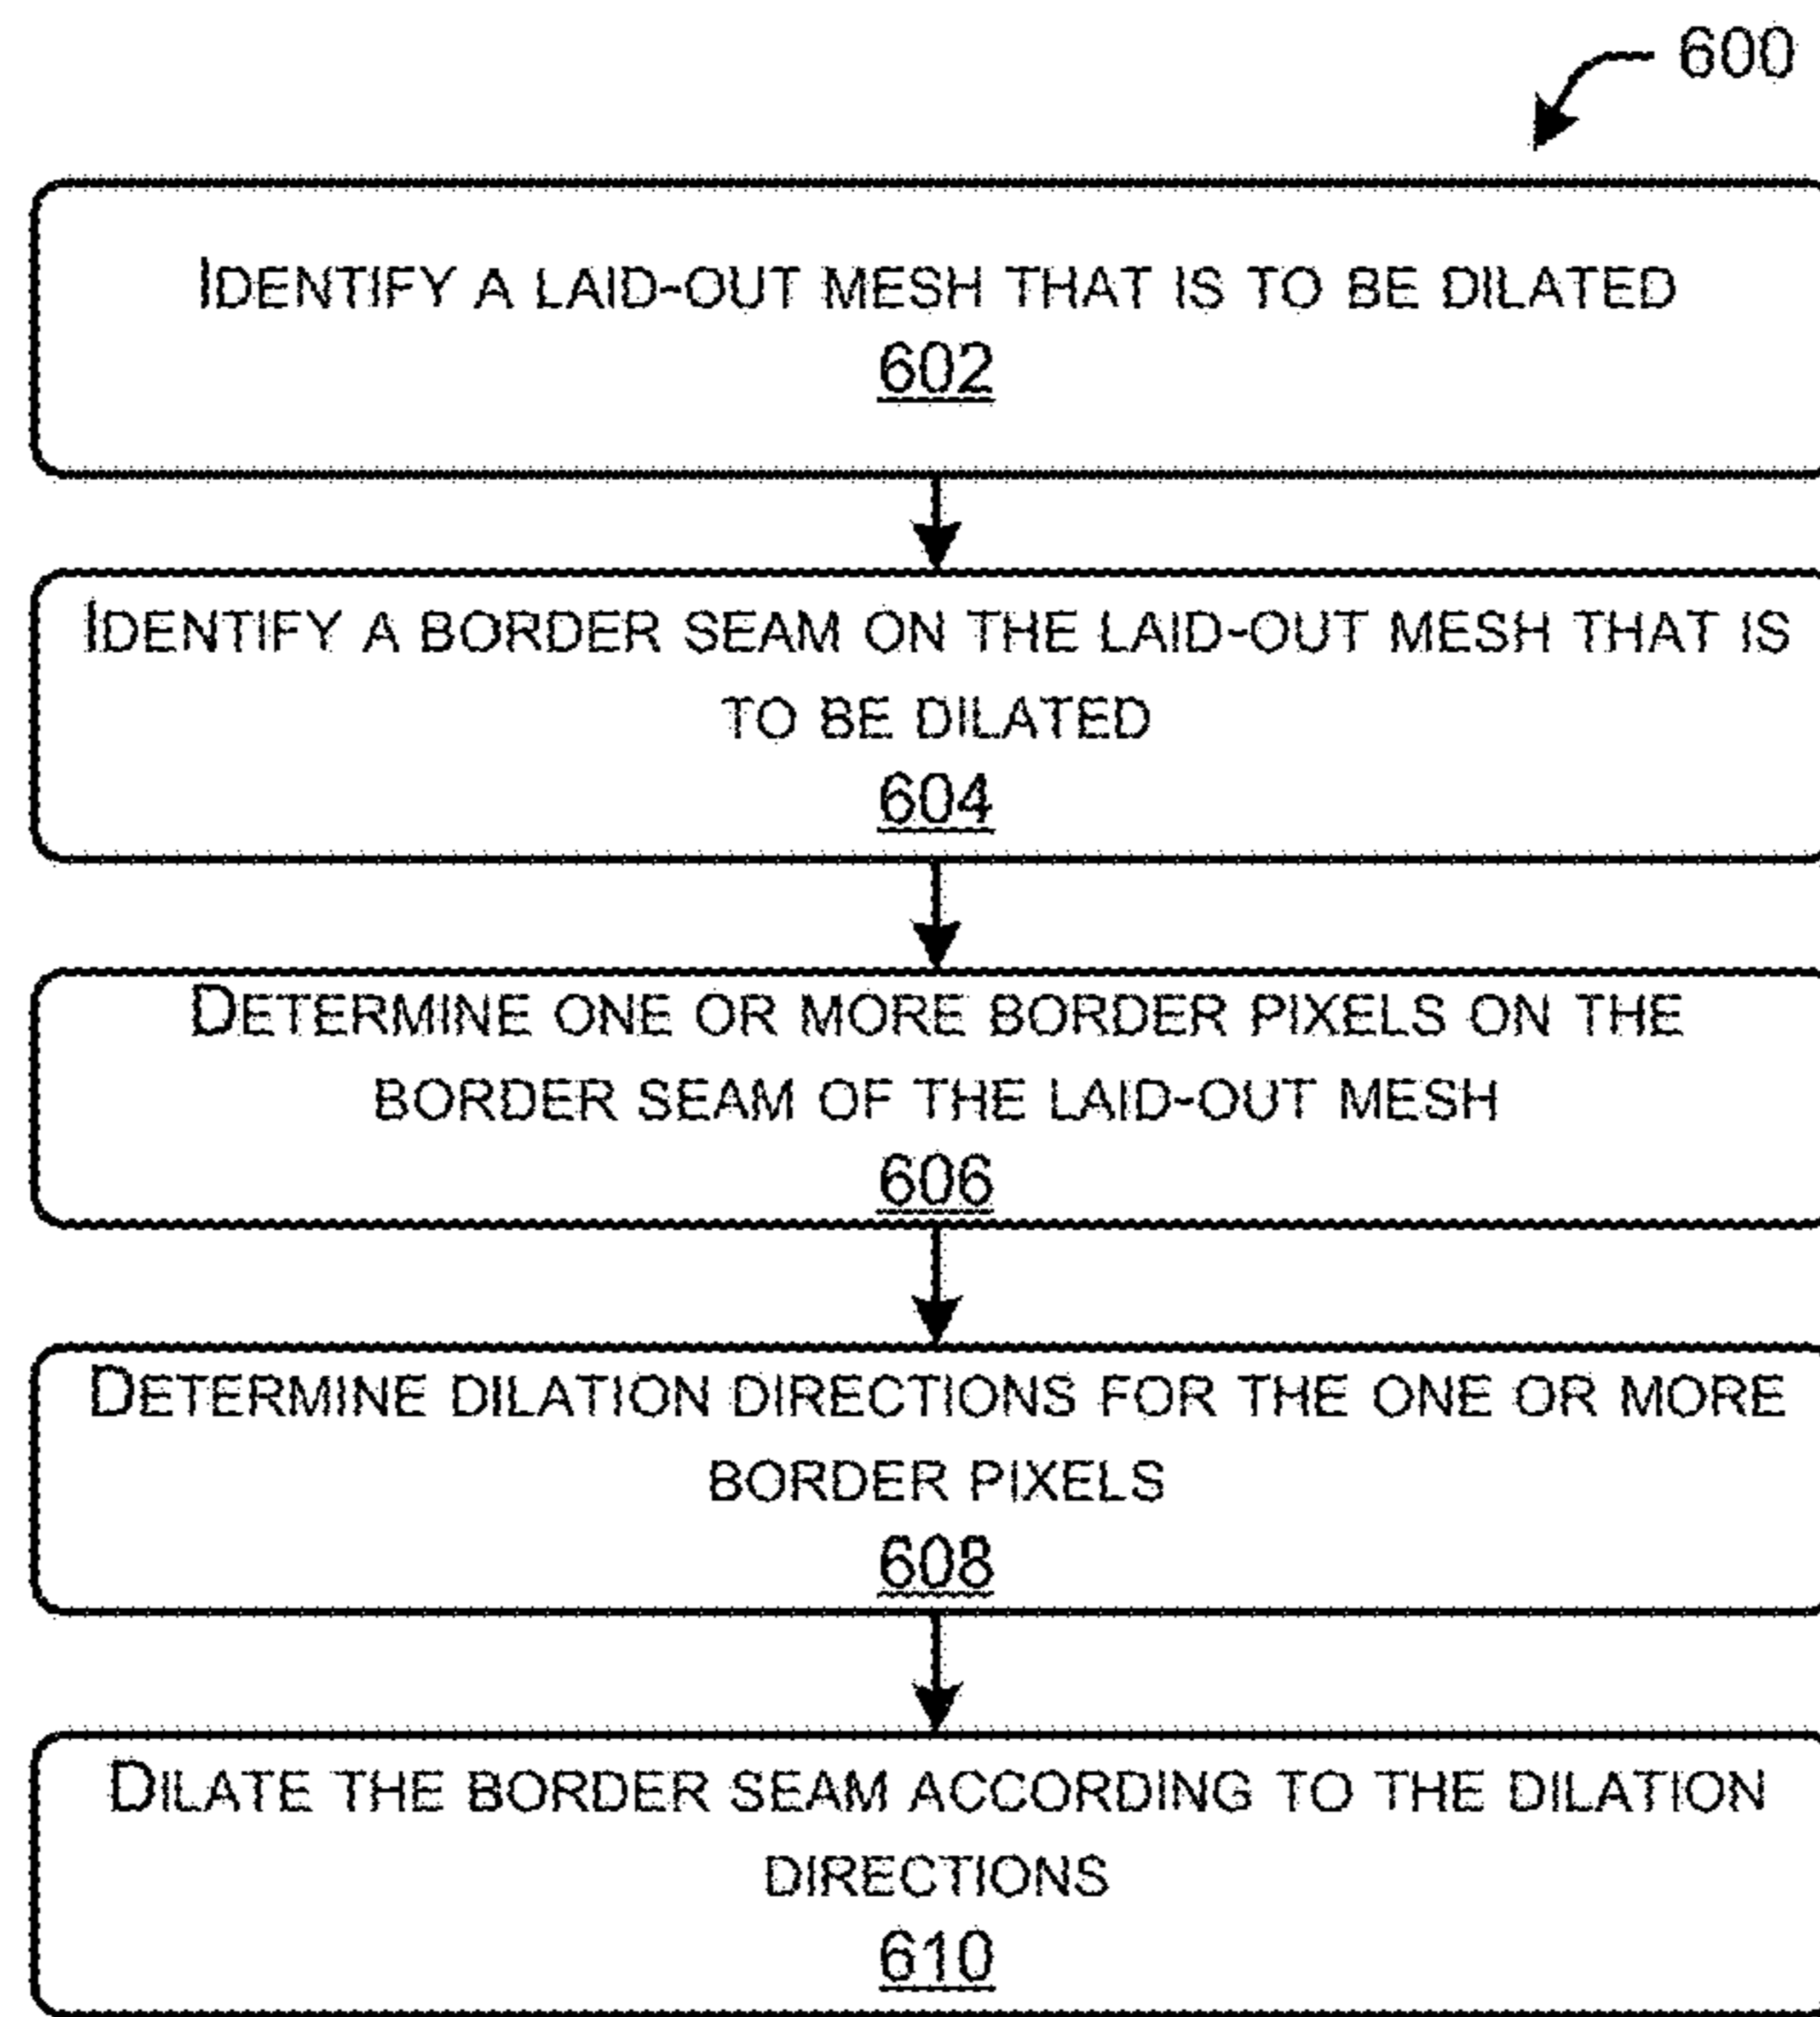 600
IDENTIFY A LAID-OUT MESH THAT IS TO BE DILATED
602
IDENTIFY A BORDER SEAM ON THE LAID-OUT MESH THAT IS
TO BE DILATED
604
DETERMINE ONE OR MORE BORDER PIXELS ON THE
BORDER SEAM OF THE LAID-OUT MESH
606
DETERMINE DILATION DIRECTIONS FOR THE ONE OR MORE
BORDER PIXELS
608
DILATE THE BORDER SEAM ACCORDING TO THE DILATION
DIRECTIONS
610